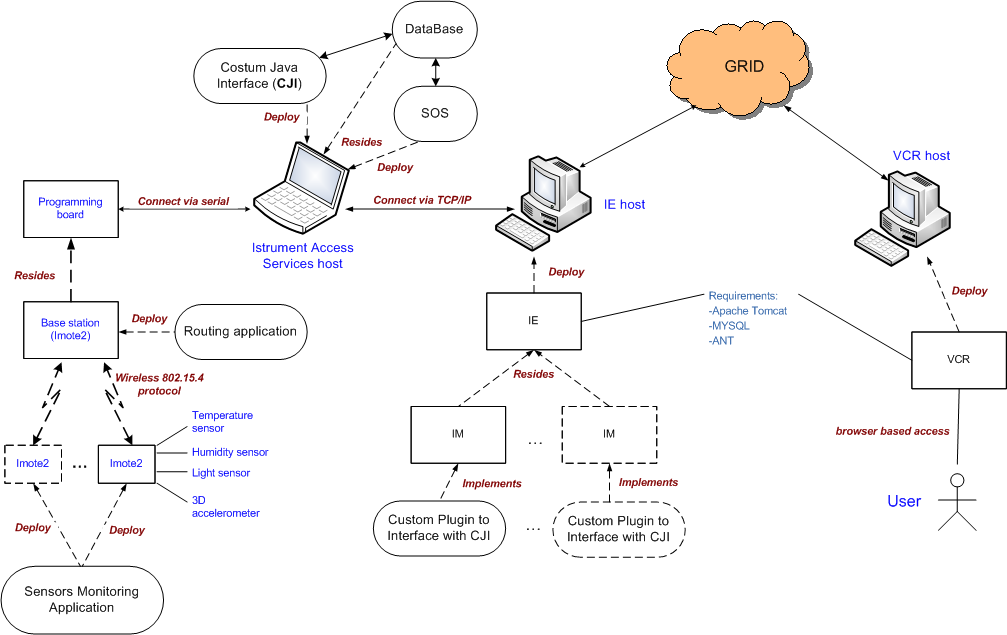 DataBase
Costum Java
Interface (CJI)
GRID
SOS
Deploy
Resides
Deploy
VCR host
Programming
board
Connect via serial
Connect via TCP/IP
IE host
Istrument Access
Services host
Resides
Deploy
Deploy
Base station
(Imote2)
Deploy
Routing application
IE
Requirements:
-Apache Tomcat
-MYSQL
-ANT
VCR
Wireless 802.15.4
protocol
Resides
Temperature
sensor
Humidity sensor
Light sensor
3D
accelerometer
Imote2
...
Imote2
IM
...
IM
browser based access
Implements
Implements
User
Deploy
Deploy
Custom Plugin to
Interface with CJI
...
Custom Plugin to
Interface with CJI
Sensors Monitoring
Application